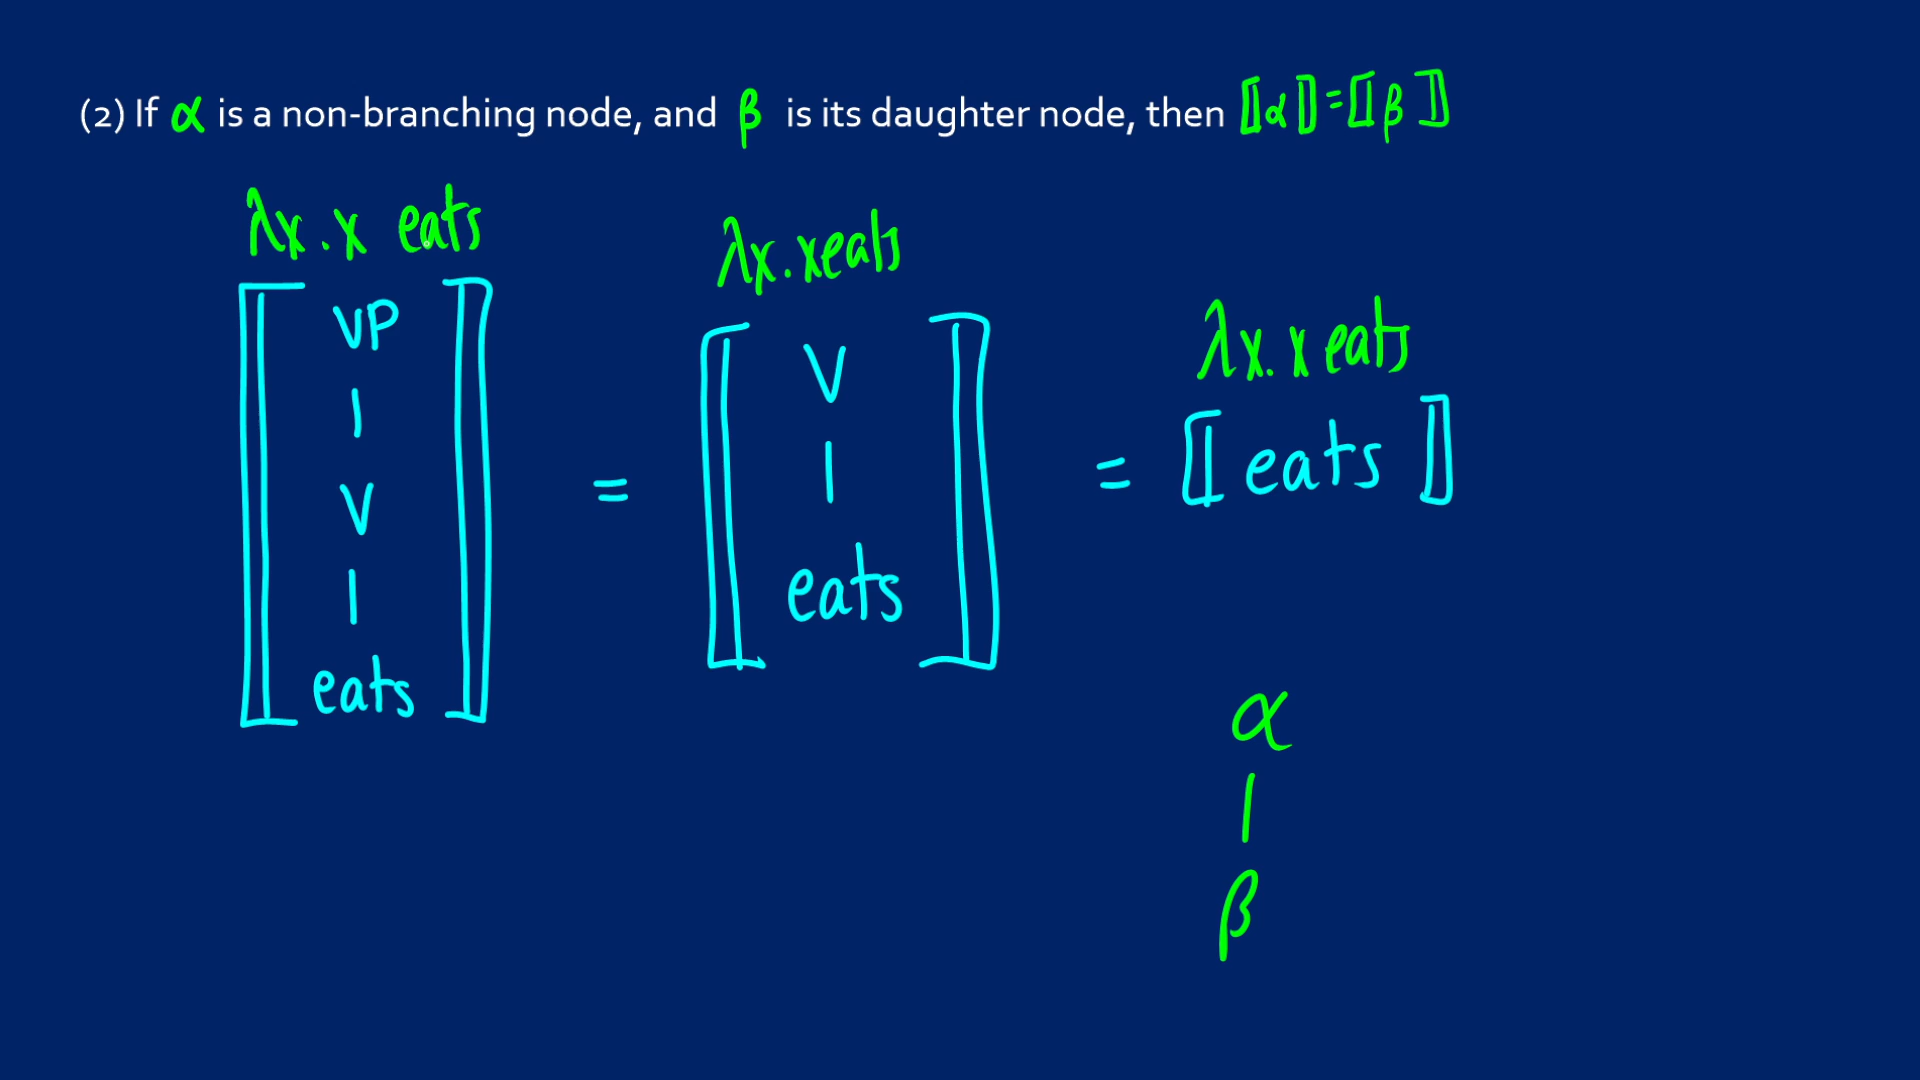 (2) If α is a non-branching node, and β is its daughter node, then ⟦α⟧=⟦β⟧
λx.x eats
λx.xeats
λx.x eats
VP
|
V
|
eats
=
V
|
eats
= ⟦eats⟧
α
|
β